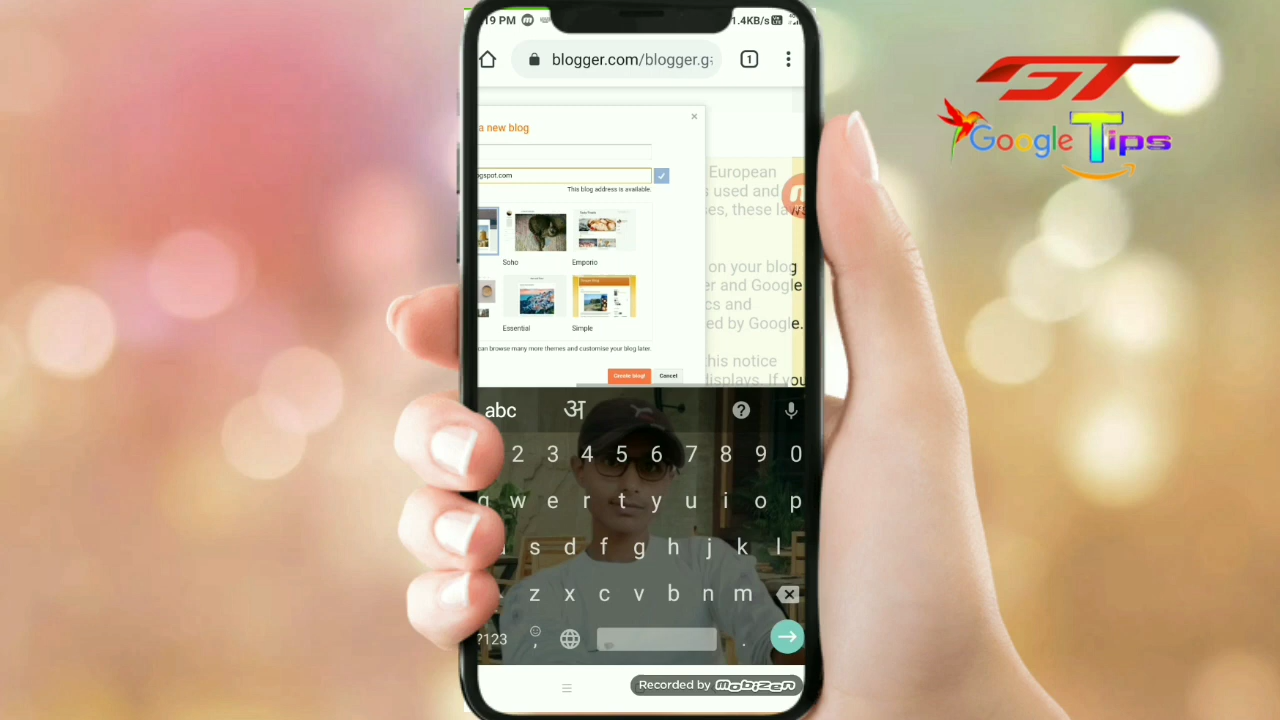 19 PM
1.4KB/s
blogger.com/blogger.g
1
a new blog
gspot.com
This blog address is available.
Soho
Emporio
Essential
Simple
can browse many more themes and customise your blog later.
Create blog!
Cancel
European
s used and
ses, these
on your blog
er and Google
cs and
ed by Google.
his notice
displays. If you
abc
अ
?
2 3 4 5 6 7 8 9 0
q w e r t y u i o p
s d f g h j k l
z x c v b n m
?123
,
.
Recorded by mobizen
GT
Google Tips